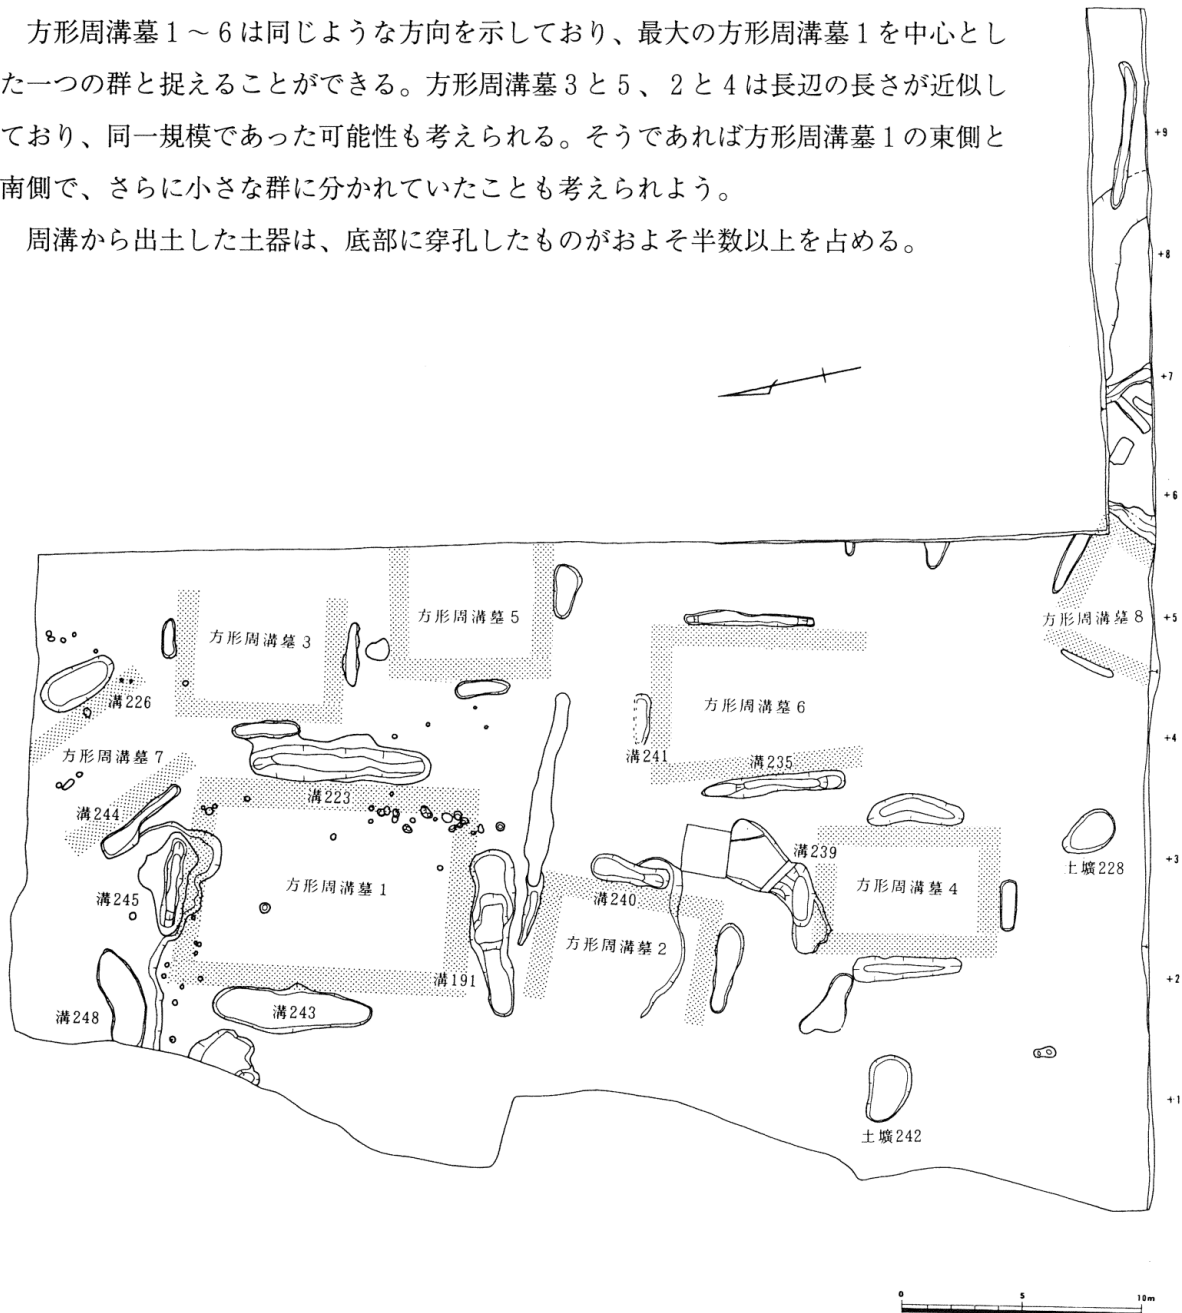 方形周溝墓1～6は同じような方向を示しており、最大の方形周溝墓1を中心とし
た一つの群と捉えることができる。方形周溝墓3と5、2と4は長辺の長さが近似し
ており、同一規模であった可能性も考えられる。そうであれば方形周溝墓1の東側と
南側で、さらに小さな群に分かれていたことも考えられよう。
周溝から出土した土器は、底部に穿孔したものがおよそ半数以上を占める。
+9
+8
+7
+6
方形周溝墓3
方形周溝墓5
方形周溝墓8
+5
溝226
方形周溝墓6
方形周溝墓7
溝241
溝235
+4
溝244
溝223
溝239
土壙228
+3
溝245
方形周溝墓1
溝240
方形周溝墓4
方形周溝墓2
溝191
+2
溝248
溝243
+1
土壙242
0 5 10m